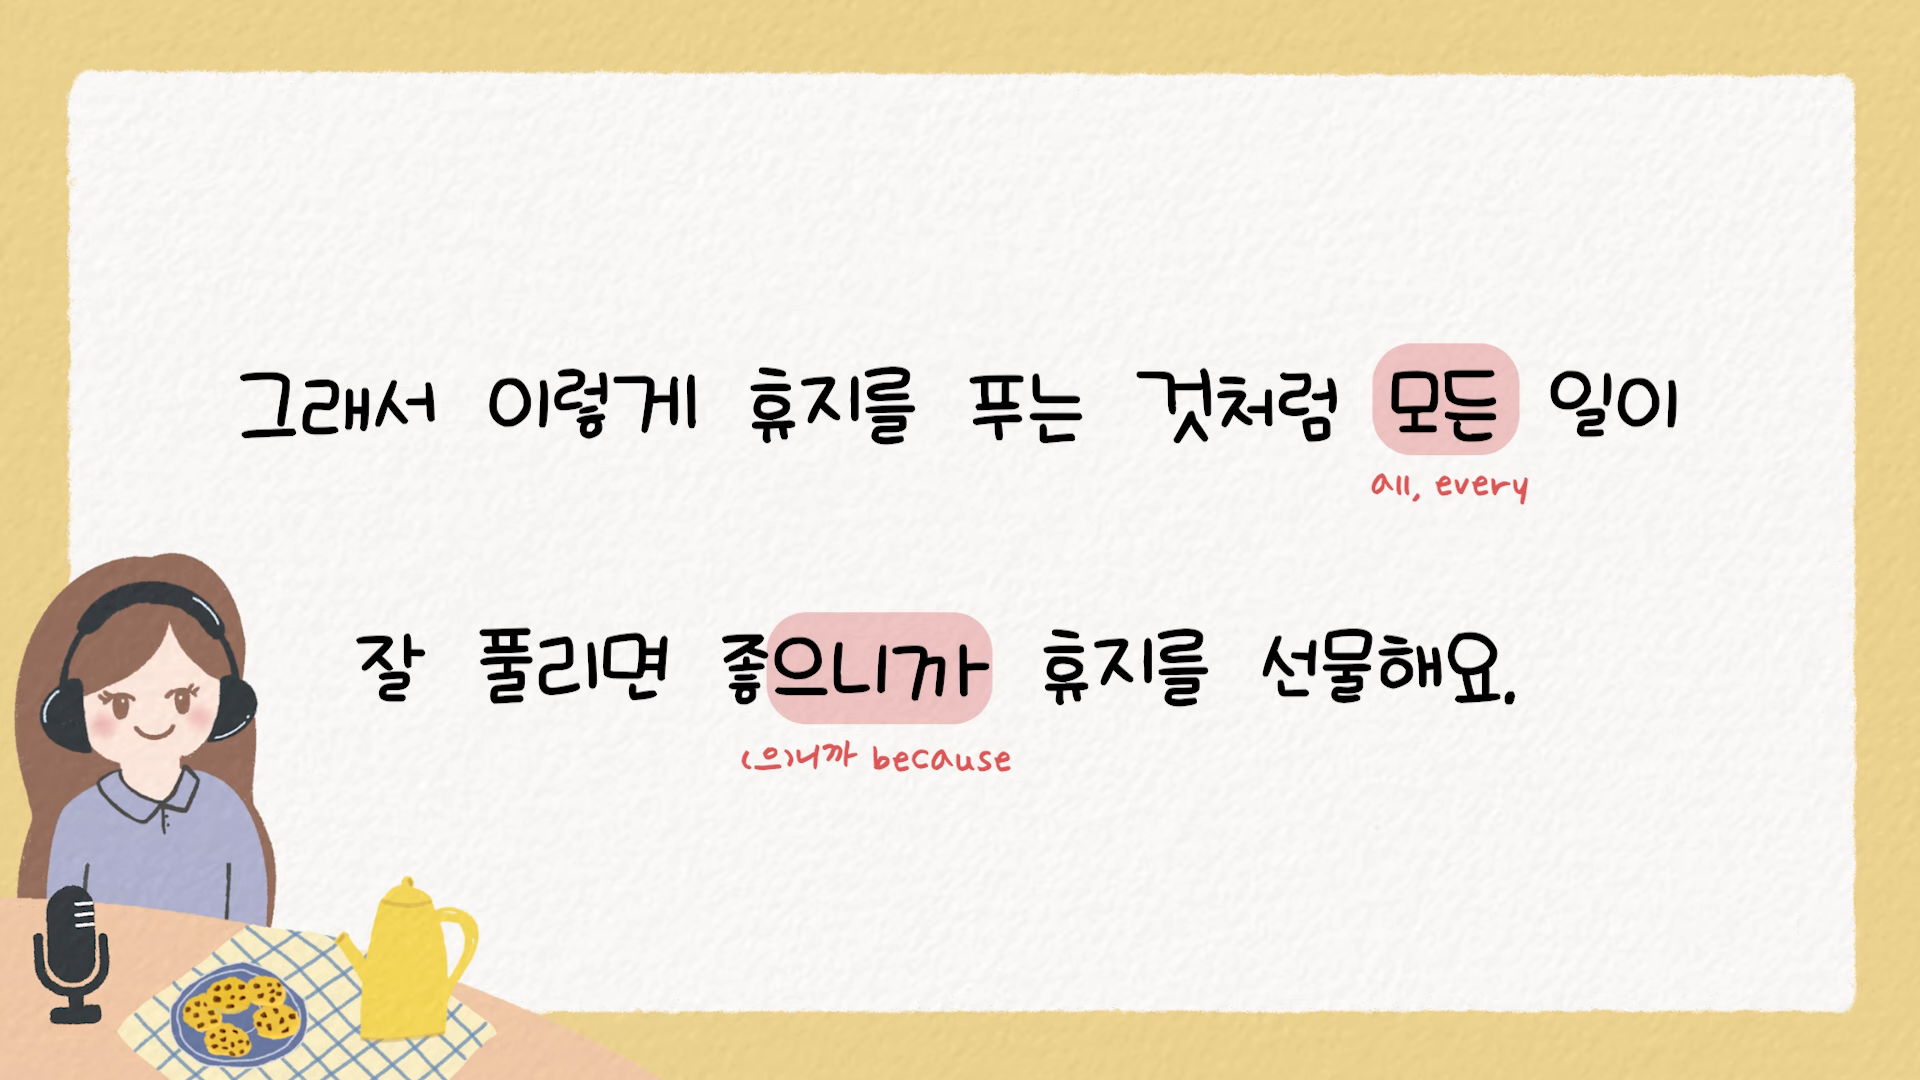 그래서 이렇게 휴지를 푸는 것처럼 모든 일이
all, every
잘 풀리면 좋으니까 휴지를 선물해요.
(으)니까 because